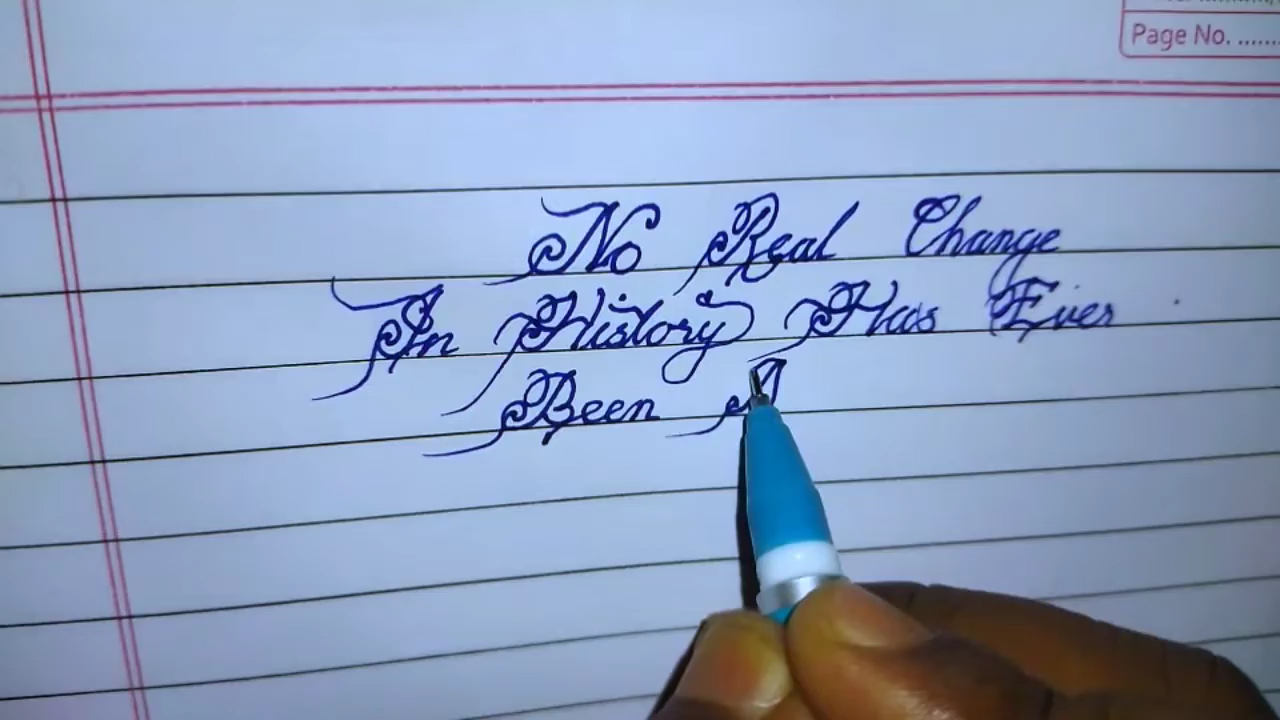 Page No. ........
No Real Change
In History Has Ever
Been A